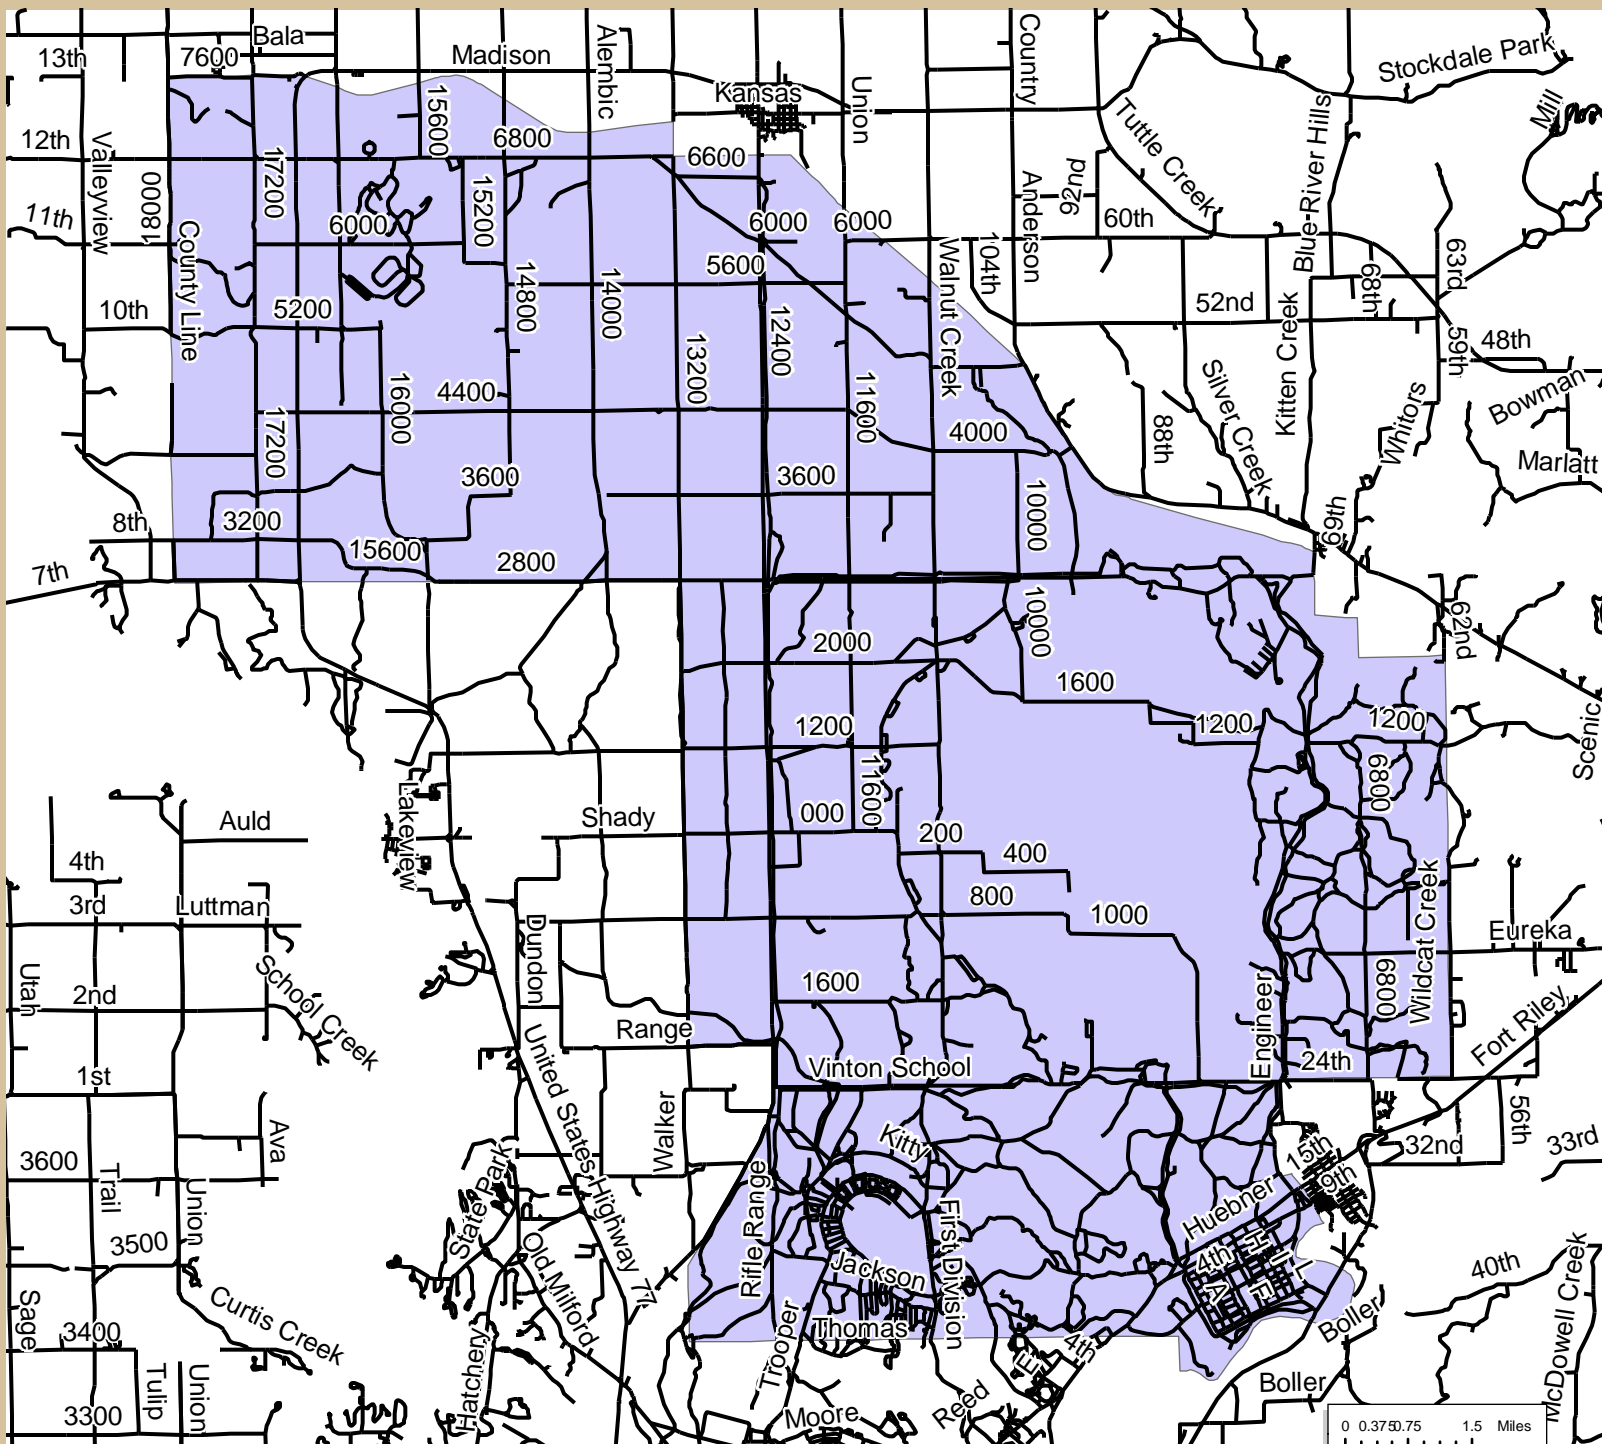 Bala
13th
7600
Madison
Alembic
Country
Stockdale Park
Kansas
Union
15600
Mill
Tuttle Creek
Blue-River Hills
12th
Valleyview
6800
6600
17200
18000
15200
92nd
Anderson
11th
County Line
6000
6000
6000
60th
Walnut Creek
104th
63rd
5600
68th
10th
5200
14800
14000
52nd
Kitten Creek
13200
12400
59th
48th
Silver Creek
16000
4400
11600
Bowman
Whitors
17200
4000
88th
Marlatt
3600
3600
10000
8th
3200
69th
15600
2800
7th
10000
62nd
2000
1600
Scenic
1200
1200
1200
11600
6800
Lakeview
000
Auld
Shady
200
400
4th
800
3rd
Luttman
1000
Wildcat Creek
Dundon
Eureka
School Creek
Utah
1600
Engineer
6800
2nd
Range
Fort Riley
United States Highway 77
Vinton School
24th
1st
Walker
Ava
Kitty
56th
32nd
33rd
15th
3600
9th
Trail
State Park
Rifle Range
Huebner
Union
First Division
3500
Old Milford
4th
H
I
L
Jackson
40th
McDowell Creek
A
F
Sage
Curtis Creek
Thomas
Boller
3400
Trooper
4th
Hatchery
El
Tulip
Union
Boller
Reed
3300
Moore
0 0.375 0.75 1.5 Miles